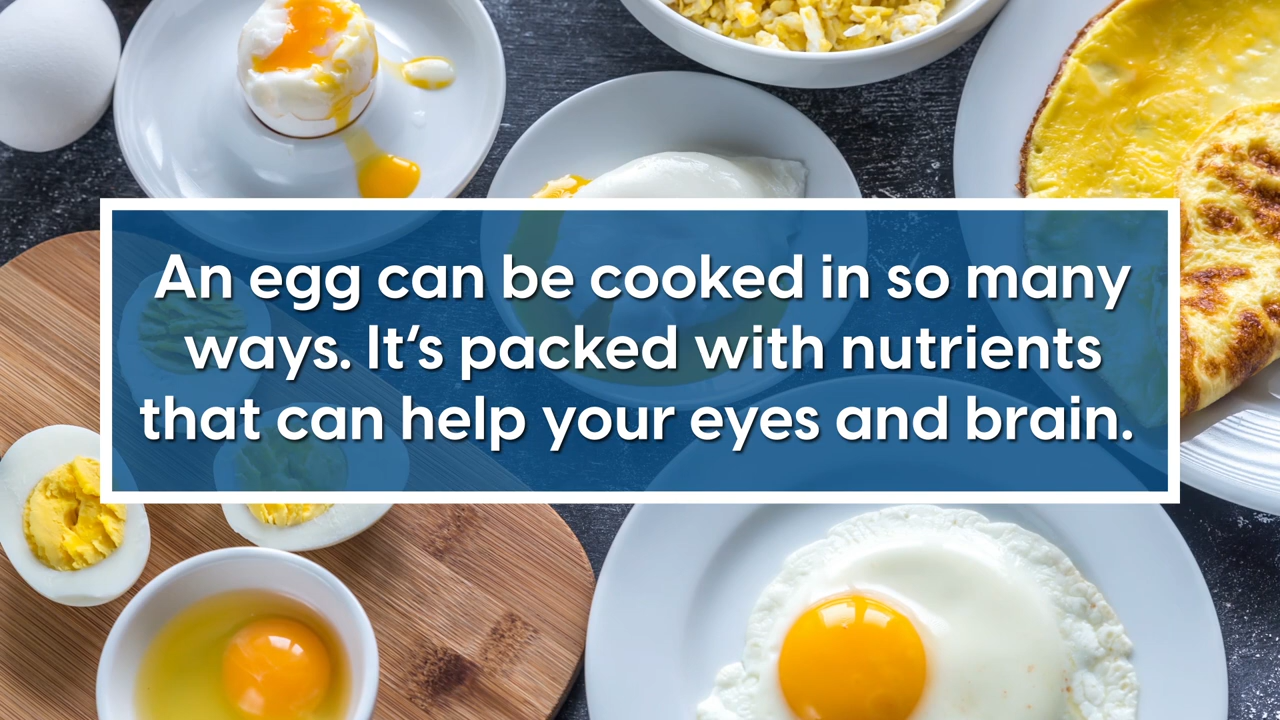 An egg can be cooked in so many
ways. It’s packed with nutrients
that can help your eyes and brain.